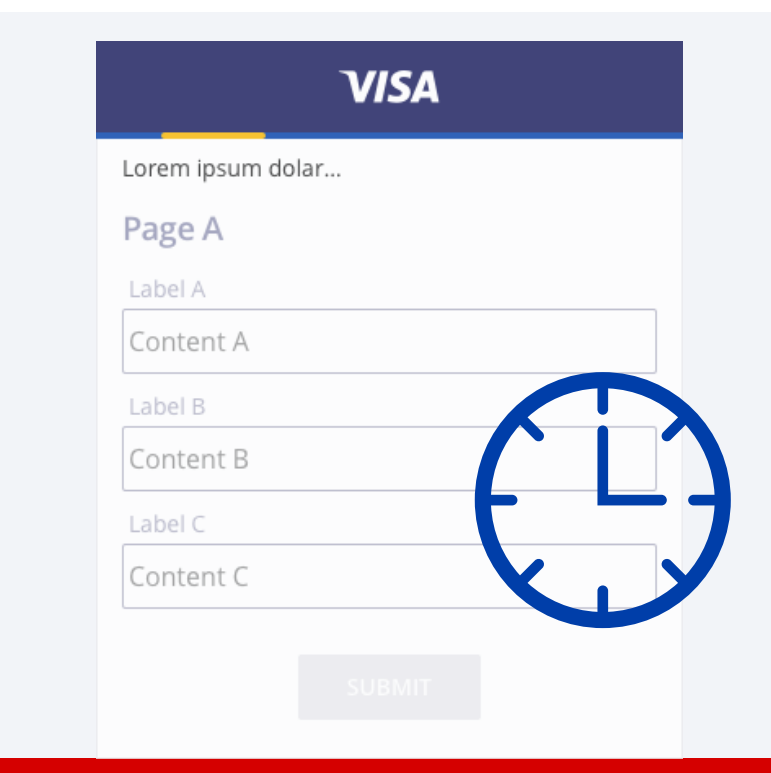 VISA
Lorem ipsum dolar...
Page A
Label A
Content A
Label B
Content B
Label C
Content C
SUBMIT